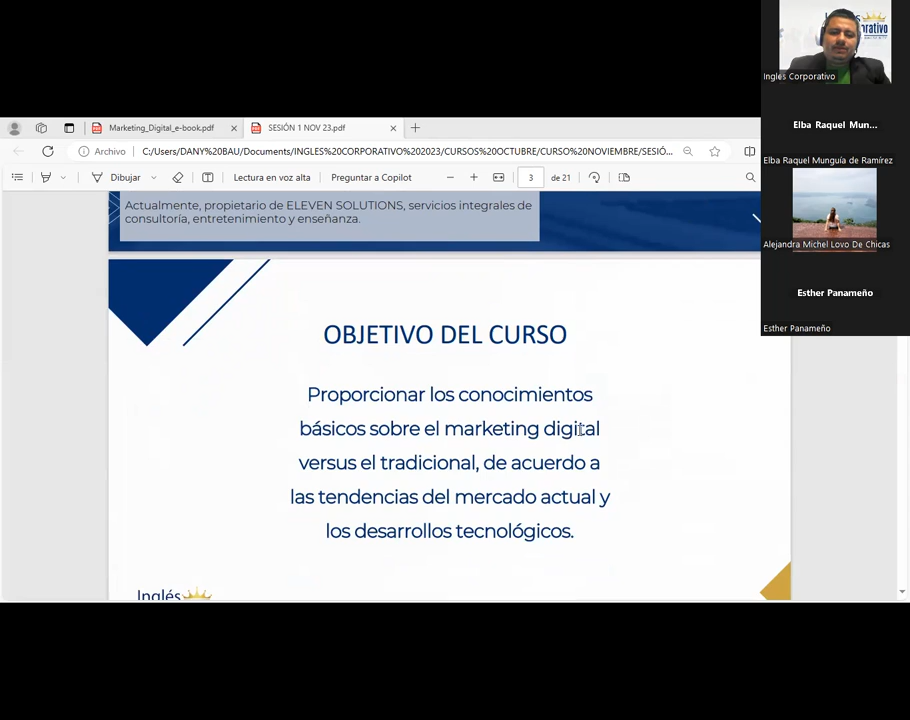 Marketing_Digital_e-book.pdf
SESIÓN 1 NOV 23.pdf
Archivo
C:/Users/DANY%20BAU/Documents/INGLES%20CORPORATIVO%202023/CURSOS%20OCTUBRE/CURSO%20NOVIEMBRE/SESIÓ...
Dibujar
Lectura en voz alta
Preguntar a Copilot
3
de 21
Actualmente, propietario de ELEVEN SOLUTIONS, servicios integrales de
consultoría, entretenimiento y enseñanza.
OBJETIVO DEL CURSO
Proporcionar los conocimientos
básicos sobre el marketing digital
versus el tradicional, de acuerdo a
las tendencias del mercado actual y
los desarrollos tecnológicos.
Inglés
Ingles Corporativo
Elba Raquel Mun...
Elba Raquel Munguía de Ramírez
Alejandra Michel Lovo De Chicas
Esther Panameño
Esther Panameño